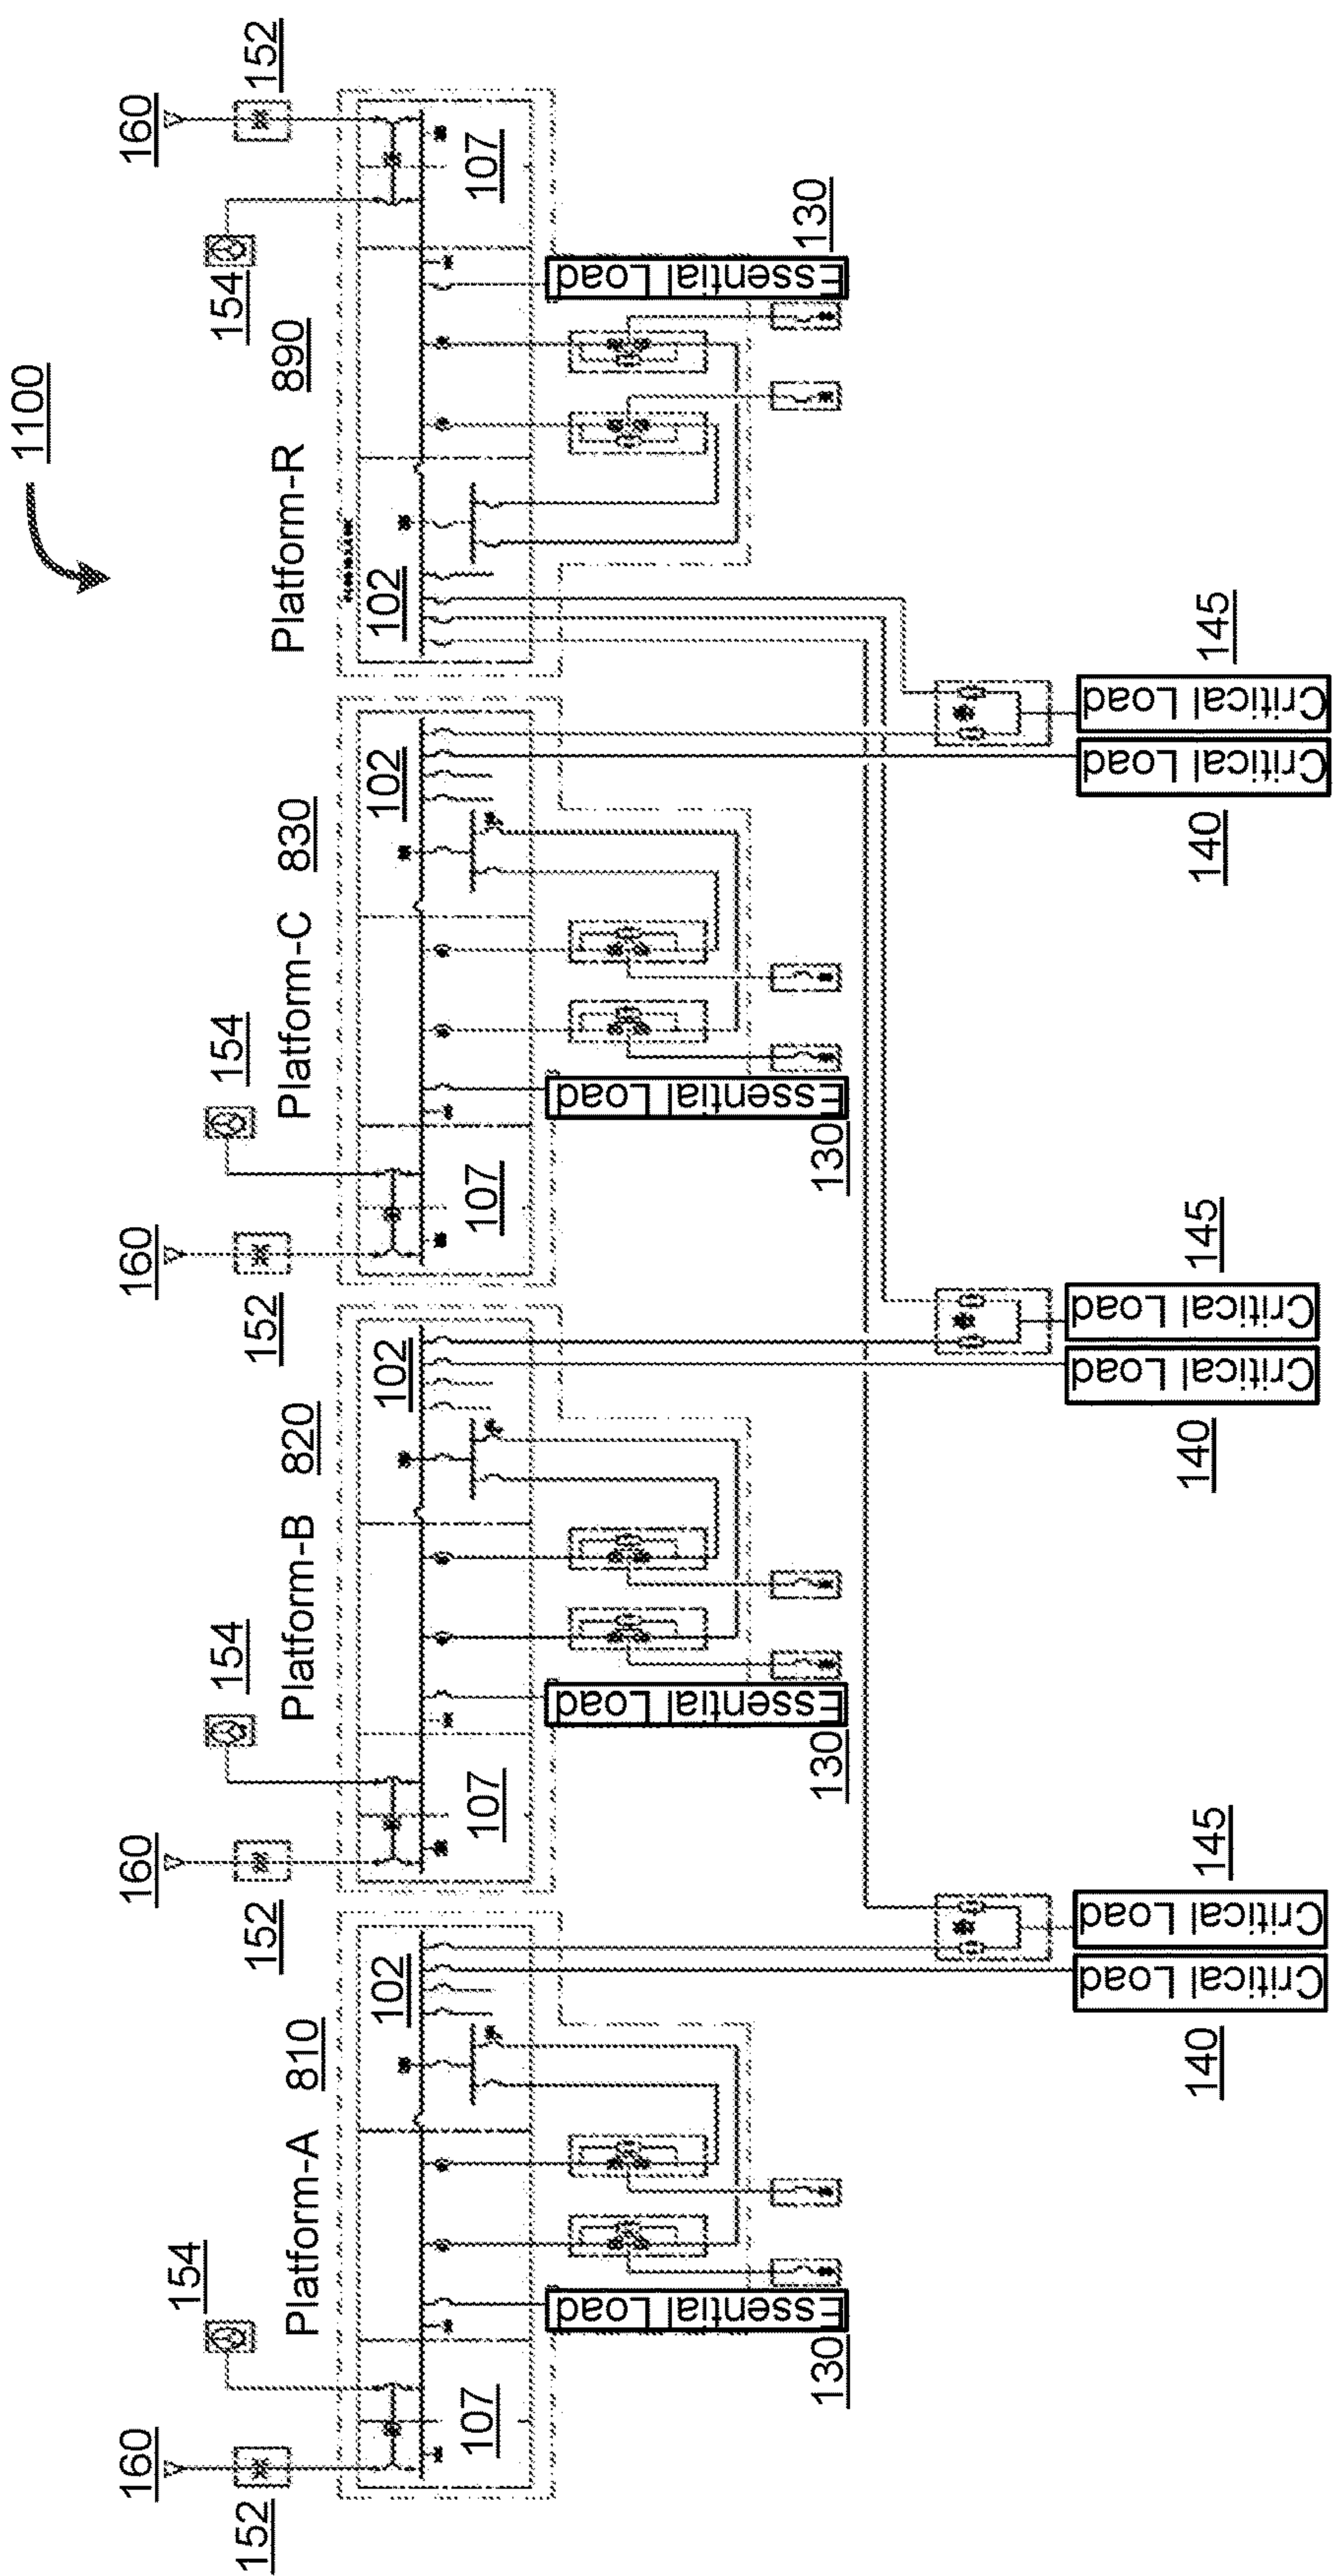 1100
160
152
154
Platform-A 810
102
107
Essential Load
130
Critical Load
140
Critical Load
145
160
152
154
Platform-B 820
102
107
Essential Load
130
Critical Load
140
Critical Load
145
160
152
154
Platform-C 830
102
107
Essential Load
130
Critical Load
140
Critical Load
145
160
152
154
Platform-R 890
102
107
Essential Load
130